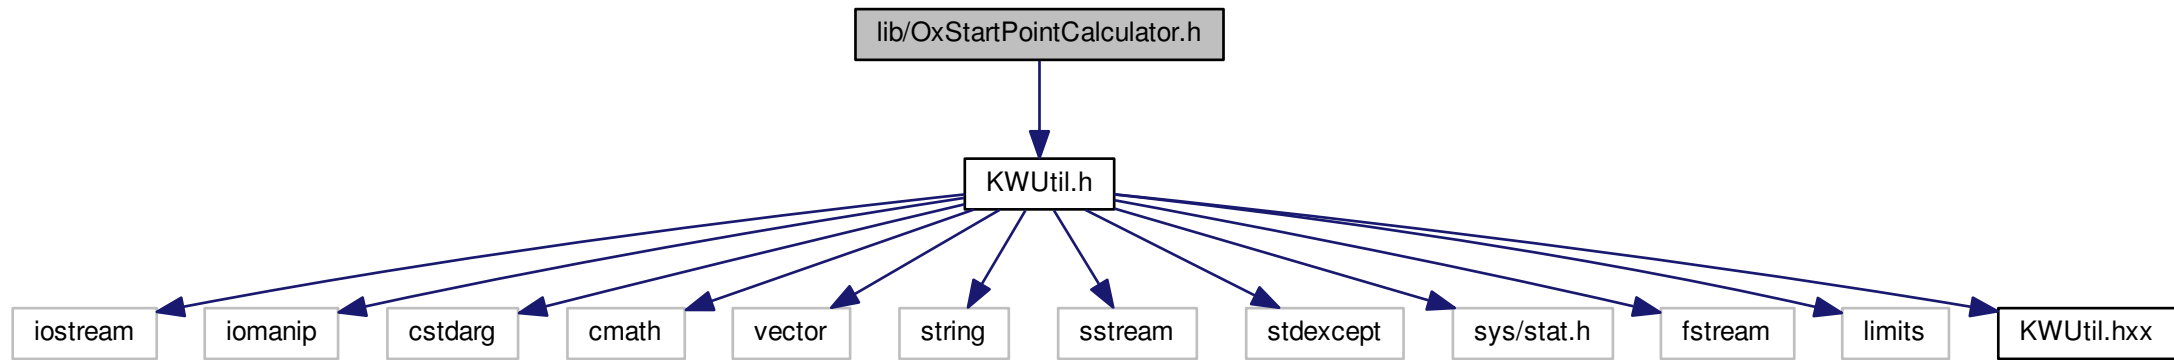 lib/OxStartPointCalculator.h
KWUtil.h
iostream
iomanip
cstdarg
cmath
vector
string
sstream
stdexcept
sys/stat.h
fstream
limits
KWUtil.hxx